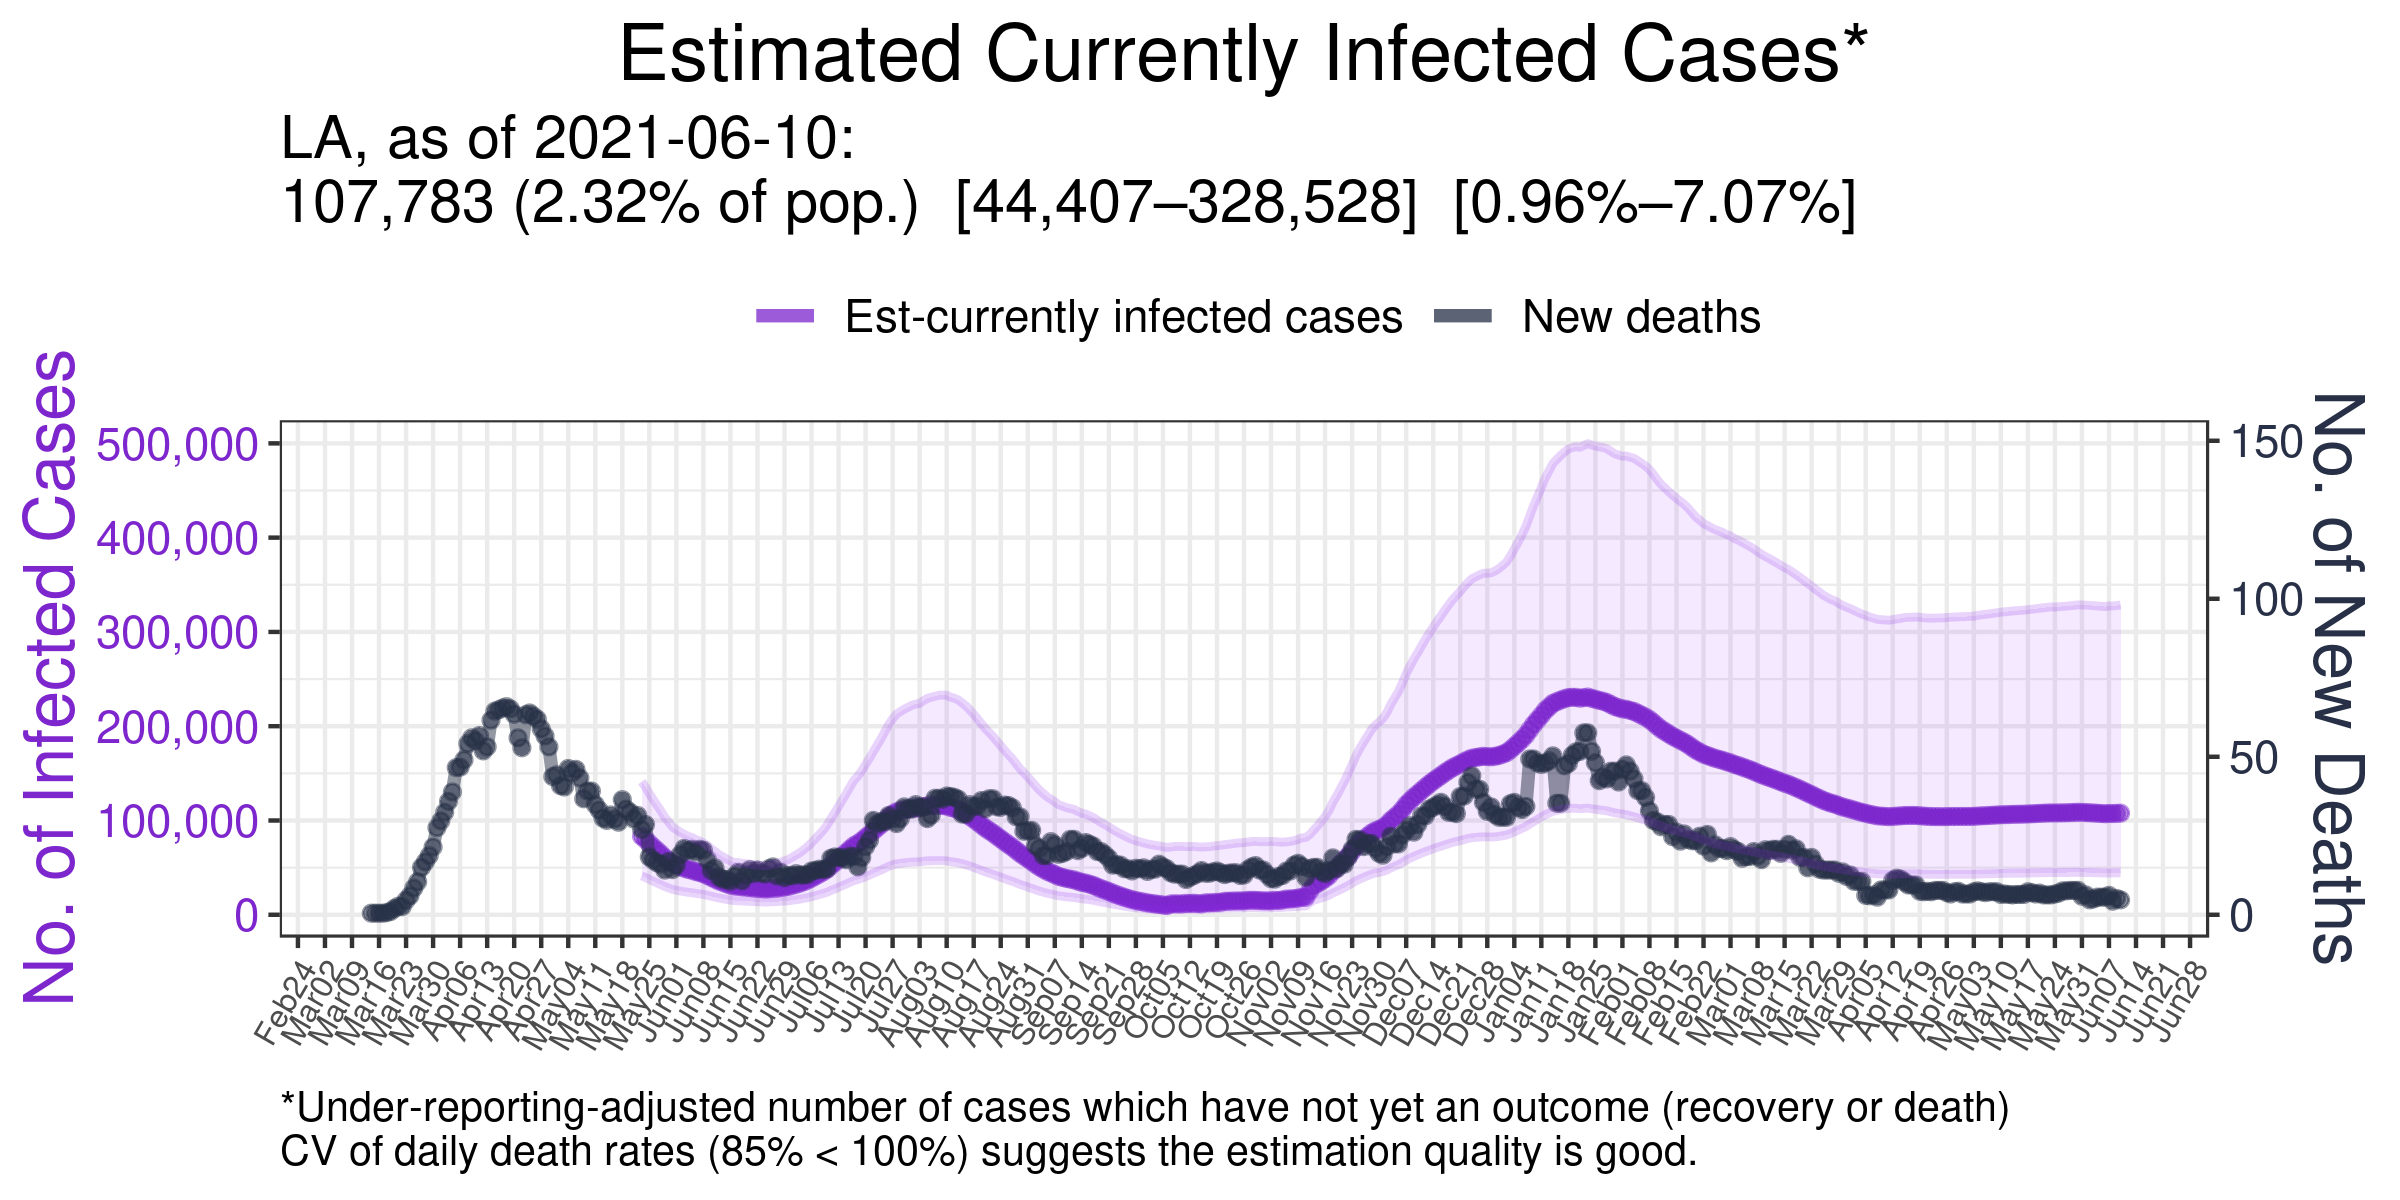 Estimated Currently Infected Cases*
LA, as of 2021-06-10:
107,783 (2.32% of pop.) [44,407–328,528] [0.96%–7.07%]
Est-currently infected cases
New deaths
No. of Infected Cases
500,000
400,000
300,000
200,000
100,000
0
150
100
50
0
No. of New Deaths
Feb24
Mar02
Mar09
Mar16
Mar23
Mar30
Apr06
Apr13
Apr20
Apr27
May04
May11
May18
May25
Jun01
Jun08
Jun15
Jun22
Jun29
Jul06
Jul13
Jul20
Jul27
Aug03
Aug10
Aug17
Aug24
Aug31
Sep07
Sep14
Sep21
Sep28
Oct05
Oct12
Oct19
Oct26
Nov02
Nov09
Nov16
Nov23
Nov30
Dec07
Dec14
Dec21
Dec28
Jan04
Jan11
Jan18
Jan25
Feb01
Feb08
Feb15
Feb22
Mar01
Mar08
Mar15
Mar22
Mar29
Apr05
Apr12
Apr19
Apr26
May03
May10
May17
May24
May31
Jun07
Jun14
Jun21
Jun28
*Under-reporting-adjusted number of cases which have not yet an outcome (recovery or death)
CV of daily death rates (85% < 100%) suggests the estimation quality is good.